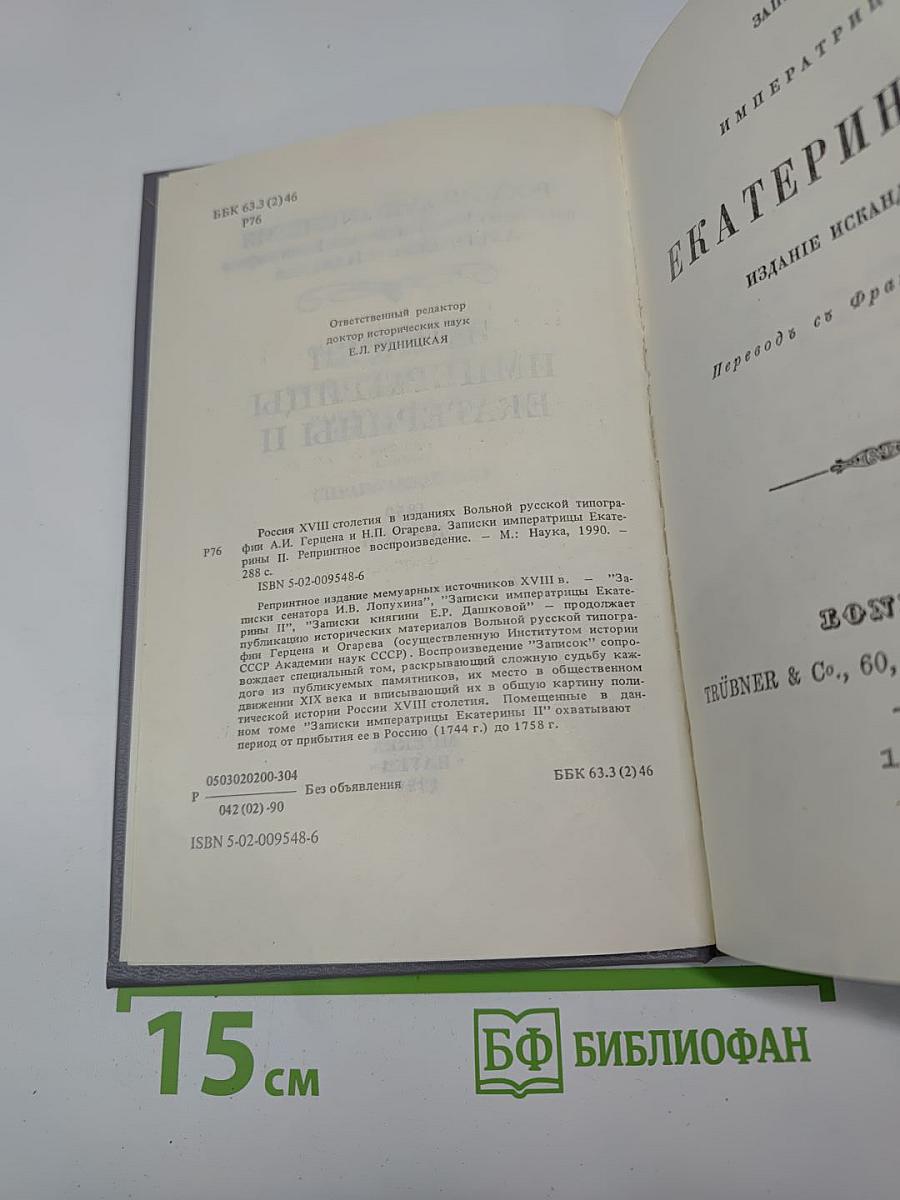 ББК 63.3 (2) 46
Р76
Ответственный редактор
доктор исторических наук
Е.Л. РУДНИЦКАЯ
Россия XVIII столетия в изданиях Вольной русской типогра-
Р76 фии А.И. Герцена и Н.П. Огарева. Записки императрицы Екате-
рины II. Репринтное воспроизведение. — М.: Наука, 1990. —
288 с.
ISBN 5-02-009548-6
Репринтное издание мемуарных источников XVIII в. — "За-
писки сенатора И.В. Лопухина", "Записки императрицы Екате-
рины II", "Записки княгини Е.Р. Дашковой" — продолжает
публикацию исторических материалов Вольной русской типогра-
фии Герцена и Огарева (осуществленную Институтом истории
СССР Академии наук СССР). Воспроизведение "Записок" сопро-
вождает специальный том, раскрывающий сложную судьбу каж-
дого из публикуемых памятников, их место в общественном
движении XIX века и вписывающий их в общую картину поли-
тической истории России XVIII столетия. Помещенные в дан-
ном томе "Записки императрицы Екатерины II" охватывают
период от прибытия ее в Россию (1744 г.) до 1758 г.
Р 0503020200-304 Без объявления ББК 63.3 (2) 46
042 (02) -90
ISBN 5-02-009548-6
ЗАПИ
ИМПЕРАТРИЦ
ЕКАТЕРИН
ИЗДАНІЕ ИСКАНД
Переводъ съ Фран
LON
TRÜBNER & Co., 60,
1
15 см
БФ БИБЛИОФАН